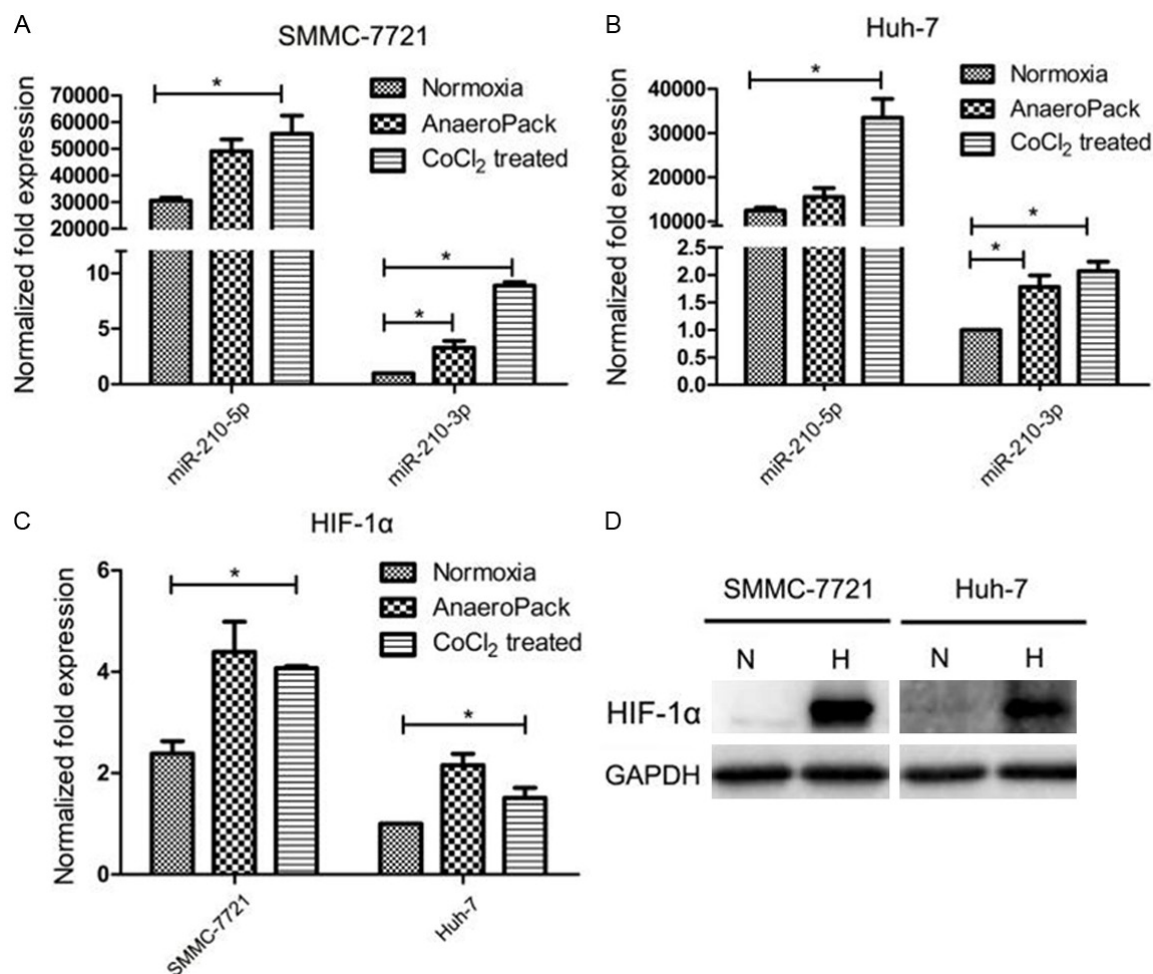 A
SMMC-7721
Normalized fold expression
70000
60000
50000
40000
30000
20000
10
5
0
*
*
*
Normoxia
AnaeroPack
CoCl₂ treated
miR-210-5p
miR-210-3p
B
Huh-7
Normalized fold expression
40000
30000
20000
10000
2.5
2.0
1.5
1.0
0.5
0.0
*
*
*
Normoxia
AnaeroPack
CoCl₂ treated
miR-210-5p
miR-210-3p
C
HIF-1α
Normalized fold expression
6
4
2
0
*
*
Normoxia
AnaeroPack
CoCl₂ treated
SMMC-7721
Huh-7
D
SMMC-7721 Huh-7
N H N H
HIF-1α
GAPDH